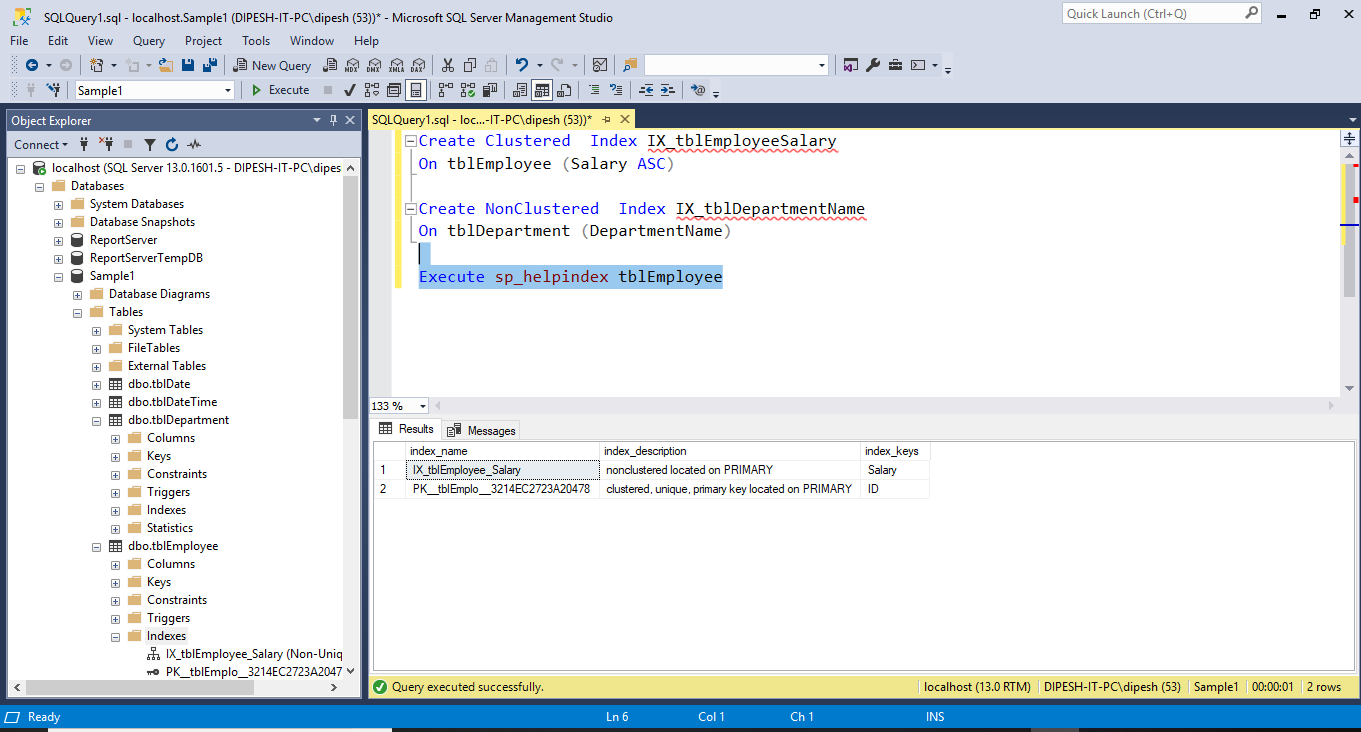 SQLQuery1.sql - localhost.Sample1 (DIPESH-IT-PC\dipesh (53))* - Microsoft SQL Server Management Studio
Quick Launch (Ctrl+Q)
File Edit View Query Project Tools Window Help
New Query MDX DMX XMLA DAX
Sample1 Execute
Object Explorer
Connect
localhost (SQL Server 13.0.1601.5 - DIPESH-IT-PC\dipes
Databases
System Databases
Database Snapshots
ReportServer
ReportServerTempDB
Sample1
Database Diagrams
Tables
System Tables
FileTables
External Tables
dbo.tblDate
dbo.tblDateTime
dbo.tblDepartment
Columns
Keys
Constraints
Triggers
Indexes
Statistics
dbo.tblEmployee
Columns
Keys
Constraints
Triggers
Indexes
IX_tblEmployee_Salary (Non-Uniq
PK__tblEmplo__3214EC2723A2047
SQLQuery1.sql - loc...-IT-PC\dipesh (53))*
Create Clustered  Index IX_tblEmployeeSalary
On tblEmployee (Salary ASC)
Create NonClustered  Index IX_tblDepartmentName
On tblDepartment (DepartmentName)
Execute sp_helpindex tblEmployee
133 %
Results Messages
index_name index_description index_keys
1 IX_tblEmployee_Salary nonclustered located on PRIMARY Salary
2 PK__tblEmplo__3214EC2723A20478 clustered, unique, primary key located on PRIMARY ID
Query executed successfully. localhost (13.0 RTM) DIPESH-IT-PC\dipesh (53) Sample1 00:00:01 2 rows
Ready Ln 6 Col 1 Ch 1 INS